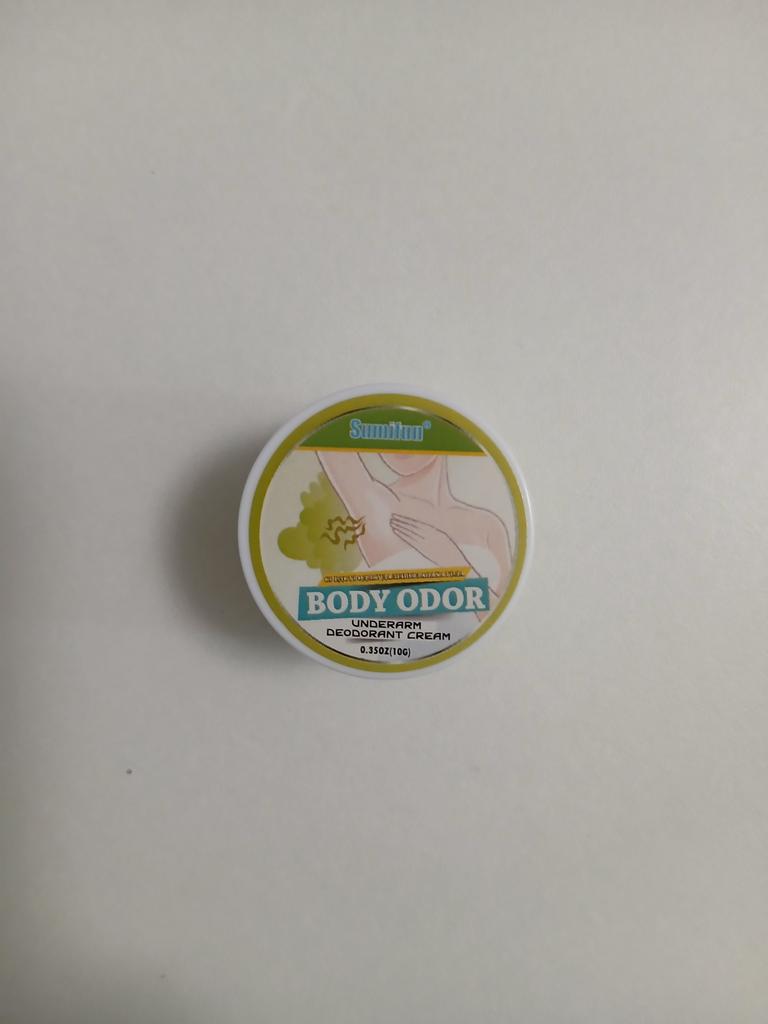 Sumifun®
BODY ODOR
UNDERARM
DEODORANT CREAM
0.35OZ(10G)